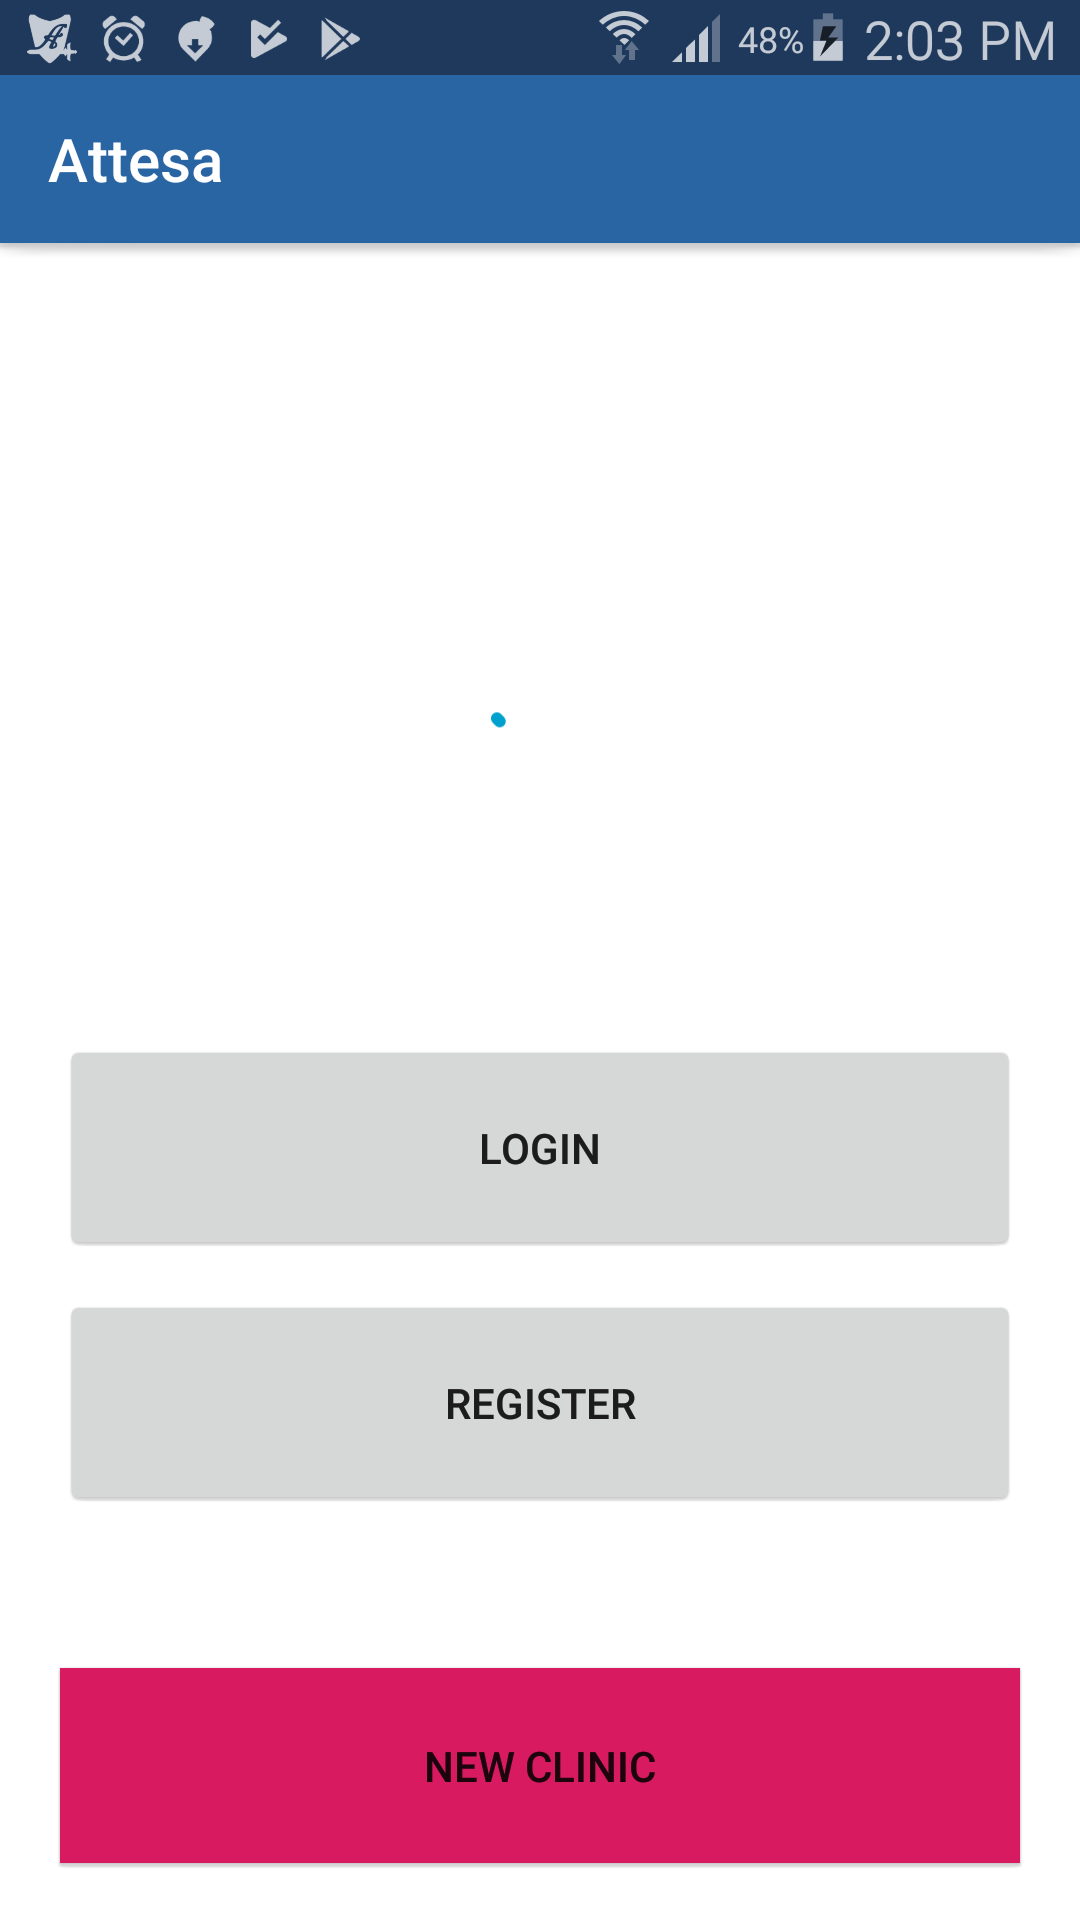 48% 2:03 PM
Attesa
LOGIN
REGISTER
NEW CLINIC